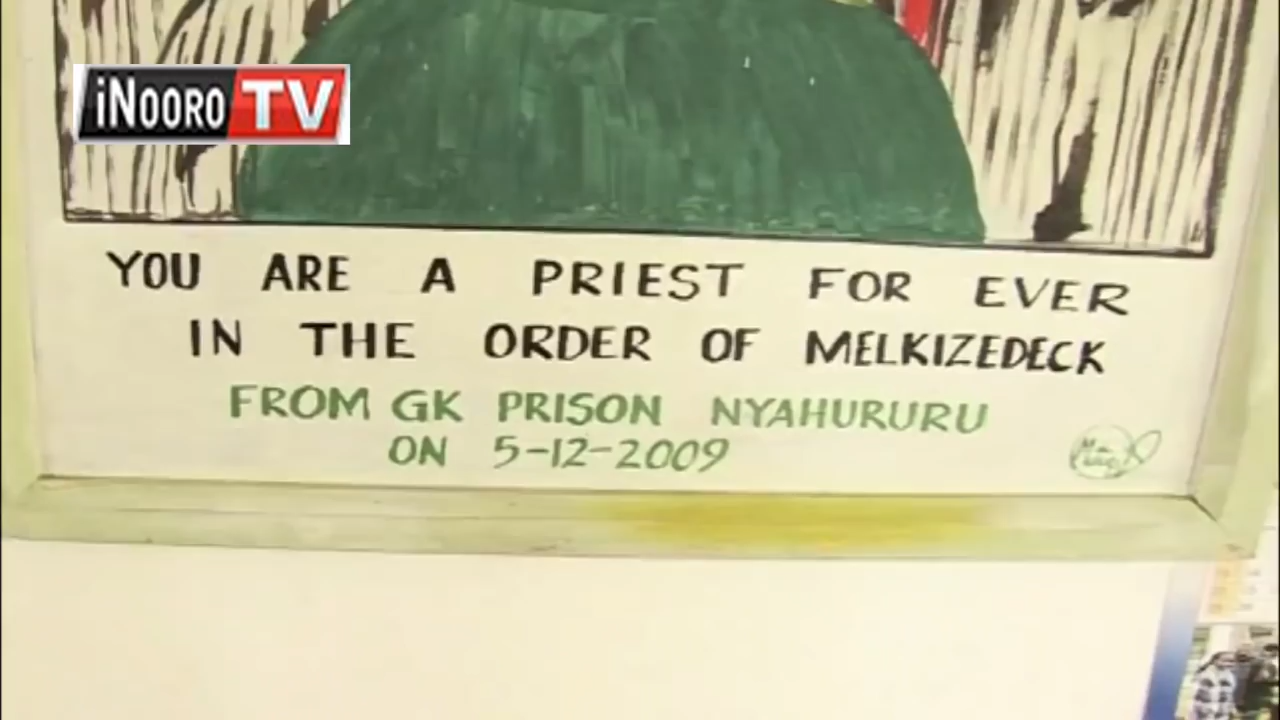 iNOORO TV
YOU ARE A PRIEST FOR EVER
IN THE ORDER OF MELKIZEDECK
FROM GK PRISON NYAHURURU
ON 5-12-2009